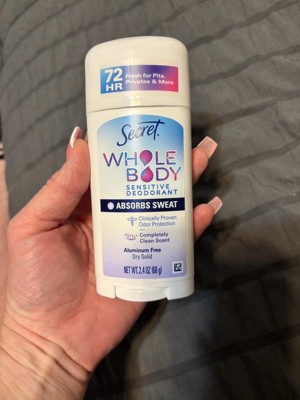 72
HR
Fresh for Pits,
Privates & More
Secret.
WHOLE
BODY
SENSITIVE
DEODORANT
ABSORBS SWEAT
Clinically Proven
Odor Protection
Completely
Clean Scent
Aluminum Free
Dry Solid
NET WT. 2.4 OZ (68 g)